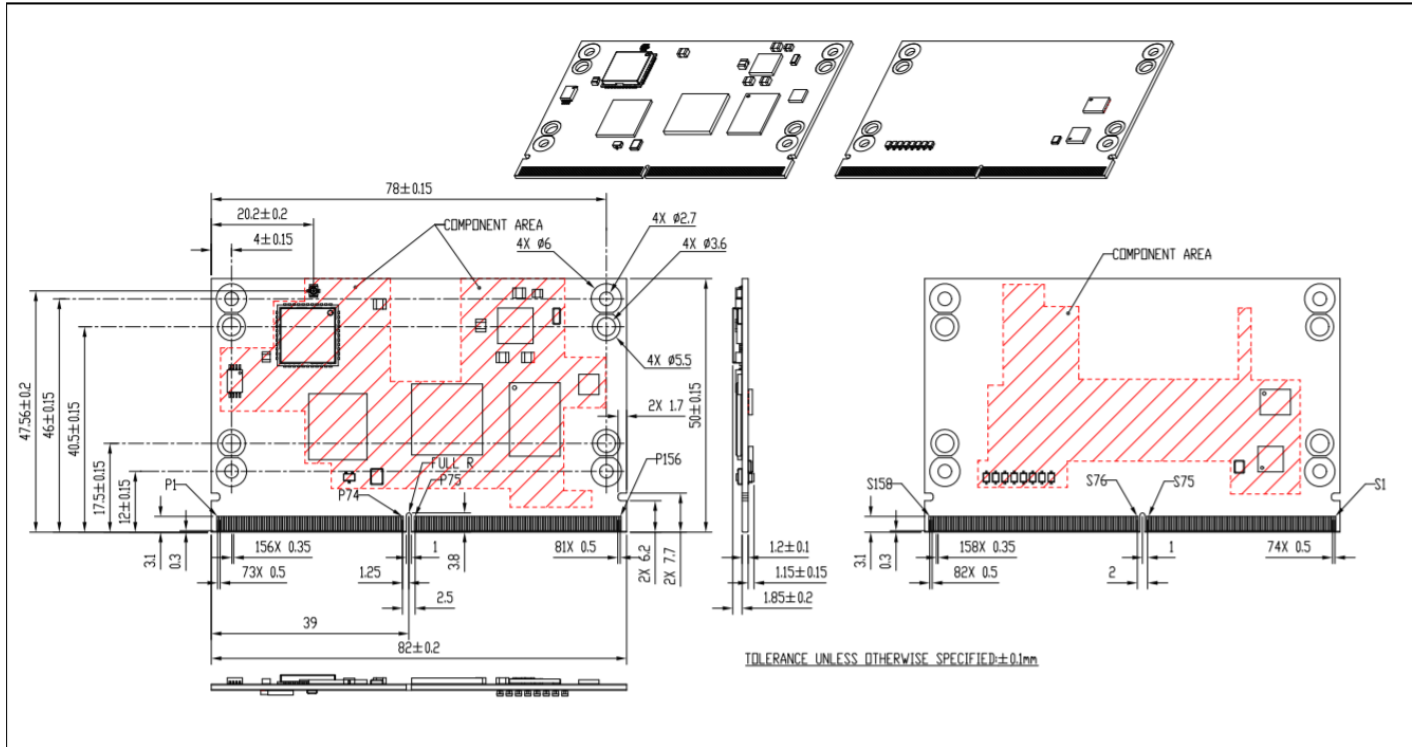 78±0.15
20.2±0.2
4±0.15
COMPONENT AREA
4X ø6
4X ø2.7
4X ø3.6
4X ø5.5
2X 1.7
50±0.15
47.56±0.2
46±0.15
40.5±0.15
17.5±0.15
12±0.15
P1
P74
FULL R
P75
P156
3.1
0.3
156X 0.35
73X 0.5
1.25
1
3.8
2.5
81X 0.5
2X 6.2
2X 7.7
39
82±0.2
1.2±0.1
1.15±0.15
1.85±0.2
COMPONENT AREA
S158
S76
S75
S1
3.1
0.3
158X 0.35
82X 0.5
1
2
74X 0.5
TOLERANCE UNLESS OTHERWISE SPECIFIED:±0.1mm